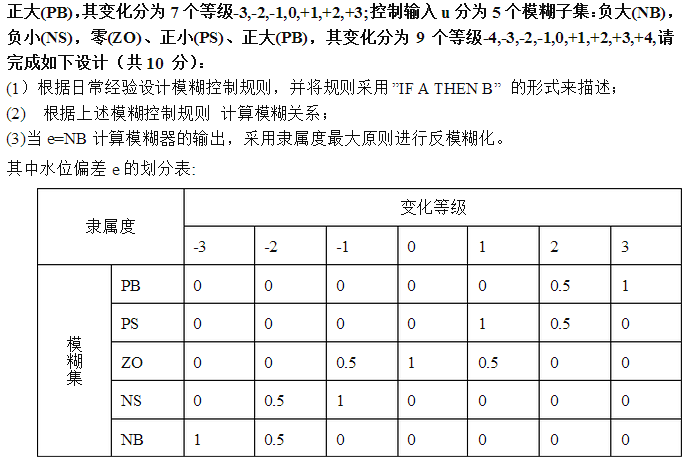 正大(PB),其变化分为7个等级-3,-2,-1,0,+1,+2,+3;控制输入u分为5个模糊子集:负大(NB),
负小(NS),零(ZO)、正小(PS)、正大(PB),其变化分为9个等级-4,-3,-2,-1,0,+1,+2,+3,+4,请
完成如下设计(共10 分):
(1)根据日常经验设计模糊控制规则,并将规则采用”IF A THEN B” 的形式来描述;
(2) 根据上述模糊控制规则 计算模糊关系;
(3)当 e=NB 计算模糊器的输出,采用隶属度最大原则进行反模糊化。
其中水位偏差 e 的划分表:
隶属度 变化等级
-3 -2 -1 0 1 2 3
模糊集
PB 0 0 0 0 0 0.5 1
PS 0 0 0 0 1 0.5 0
ZO 0 0 0.5 1 0.5 0 0
NS 0 0.5 1 0 0 0 0
NB 1 0.5 0 0 0 0 0